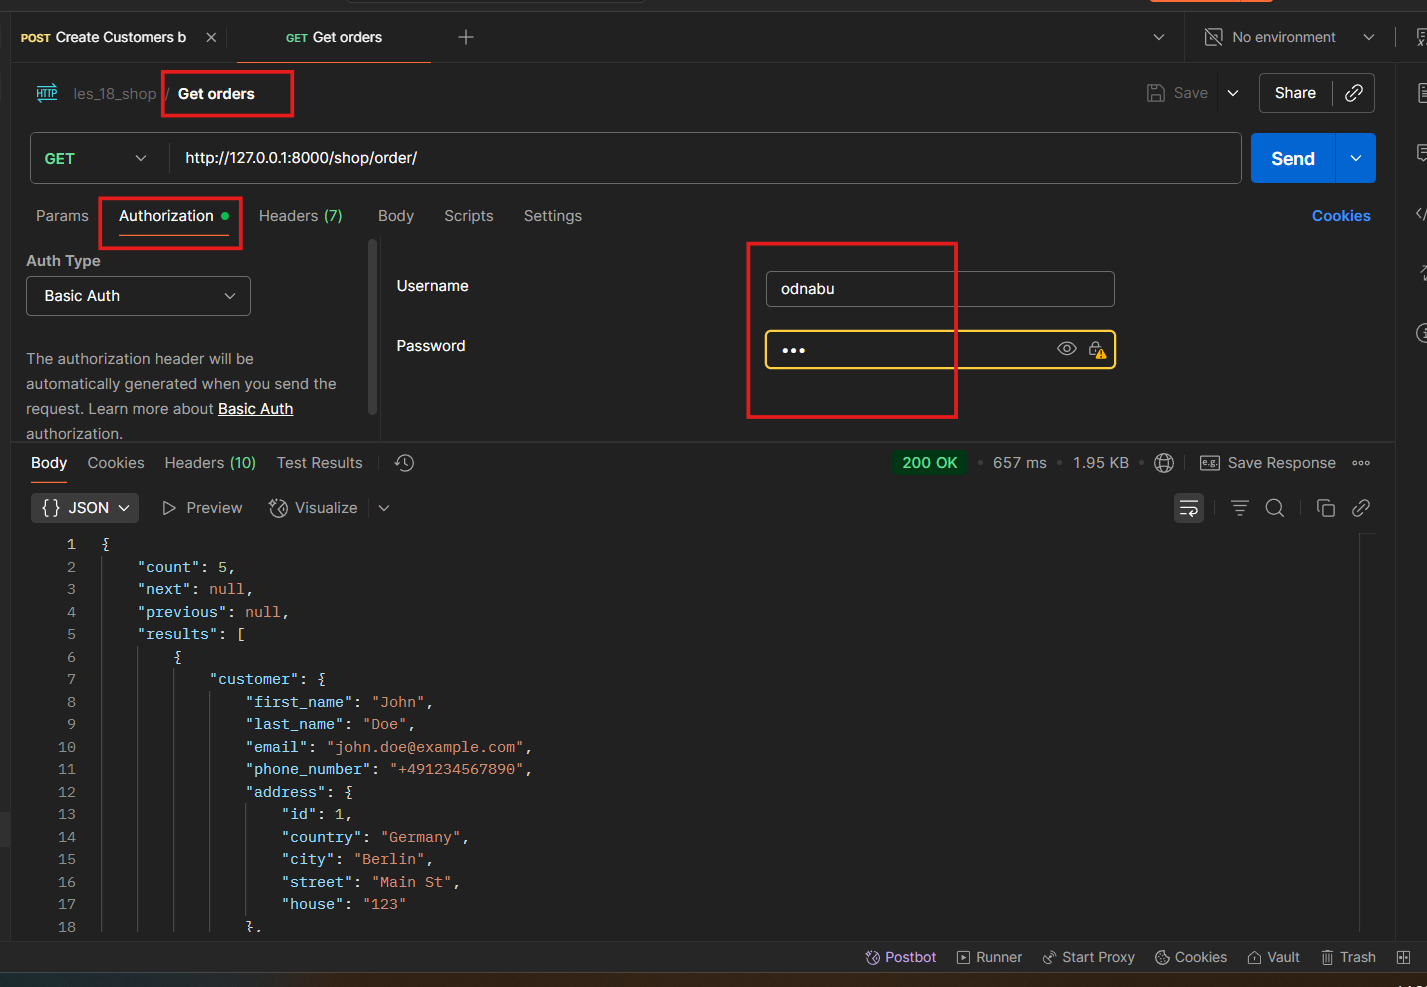 POST Create Customers b
GET Get orders
No environment
HTTP les_18_shop / Get orders
Save
Share
GET
http://127.0.0.1:8000/shop/order/
Send
Params
Authorization
Headers (7)
Body
Scripts
Settings
Cookies
Auth Type
Basic Auth
The authorization header will be
automatically generated when you send the
request. Learn more about Basic Auth
authorization.
Username
odnabu
Password
•••
Body
Cookies
Headers (10)
Test Results
200 OK • 657 ms • 1.95 KB •
e.g. Save Response
{} JSON
Preview
Visualize
1 {
2 "count": 5,
3 "next": null,
4 "previous": null,
5 "results": [
6 {
7 "customer": {
8 "first_name": "John",
9 "last_name": "Doe",
10 "email": "john.doe@example.com",
11 "phone_number": "+491234567890",
12 "address": {
13 "id": 1,
14 "country": "Germany",
15 "city": "Berlin",
16 "street": "Main St",
17 "house": "123"
18 },
Postbot
Runner
Start Proxy
Cookies
Vault
Trash